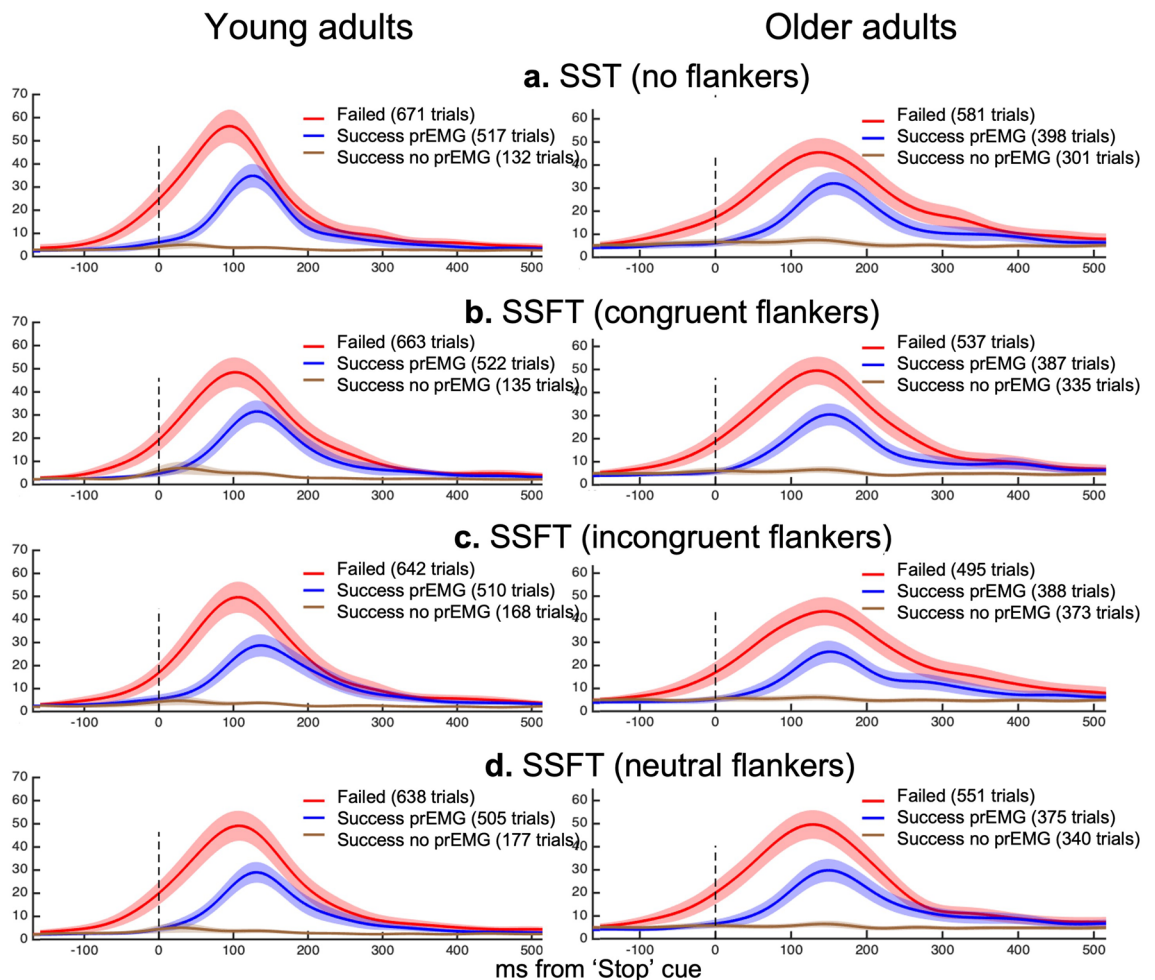 Young adults
Older adults
a. SST (no flankers)
70
60
50
40
30
20
10
0
-100 0 100 200 300 400 500
Failed (671 trials)
Success prEMG (517 trials)
Success no prEMG (132 trials)
60
50
40
30
20
10
0
-100 0 100 200 300 400 500
Failed (581 trials)
Success prEMG (398 trials)
Success no prEMG (301 trials)
b. SSFT (congruent flankers)
70
60
50
40
30
20
10
0
-100 0 100 200 300 400 500
Failed (663 trials)
Success prEMG (522 trials)
Success no prEMG (135 trials)
60
50
40
30
20
10
0
-100 0 100 200 300 400 500
Failed (537 trials)
Success prEMG (387 trials)
Success no prEMG (335 trials)
c. SSFT (incongruent flankers)
70
60
50
40
30
20
10
0
-100 0 100 200 300 400 500
Failed (642 trials)
Success prEMG (510 trials)
Success no prEMG (168 trials)
60
50
40
30
20
10
0
-100 0 100 200 300 400 500
Failed (495 trials)
Success prEMG (388 trials)
Success no prEMG (373 trials)
d. SSFT (neutral flankers)
70
60
50
40
30
20
10
0
-100 0 100 200 300 400 500
Failed (638 trials)
Success prEMG (505 trials)
Success no prEMG (177 trials)
60
50
40
30
20
10
0
-100 0 100 200 300 400 500
Failed (551 trials)
Success prEMG (375 trials)
Success no prEMG (340 trials)
ms from ‘Stop’ cue